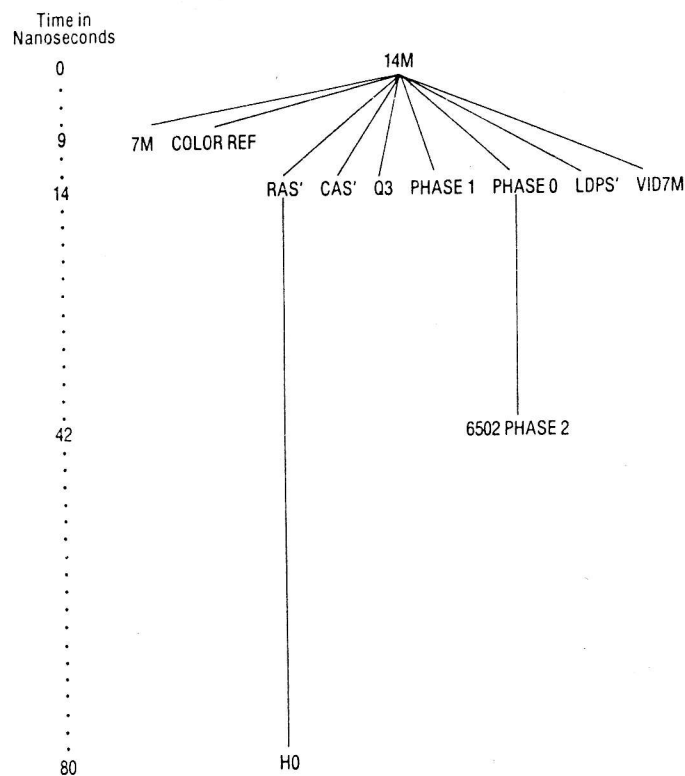 Time in
Nanoseconds
0
14M
9
7M COLOR REF
14
RAS' CAS' Q3 PHASE 1 PHASE 0 LDPS' VID7M
42
6502 PHASE 2
80
H0